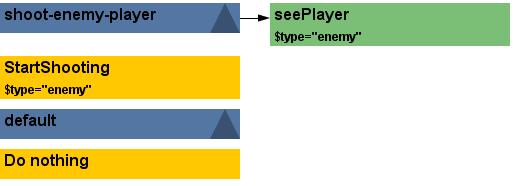 shoot-enemy-player
seePlayer
$type="enemy"
StartShooting
$type="enemy"
default
Do nothing